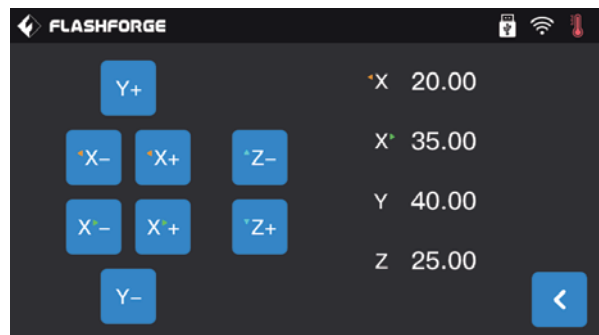 FLASHFORGE
Y+
X- X+ Z-
X- X+ Z+
Y-
X 20.00
X 35.00
Y 40.00
Z 25.00